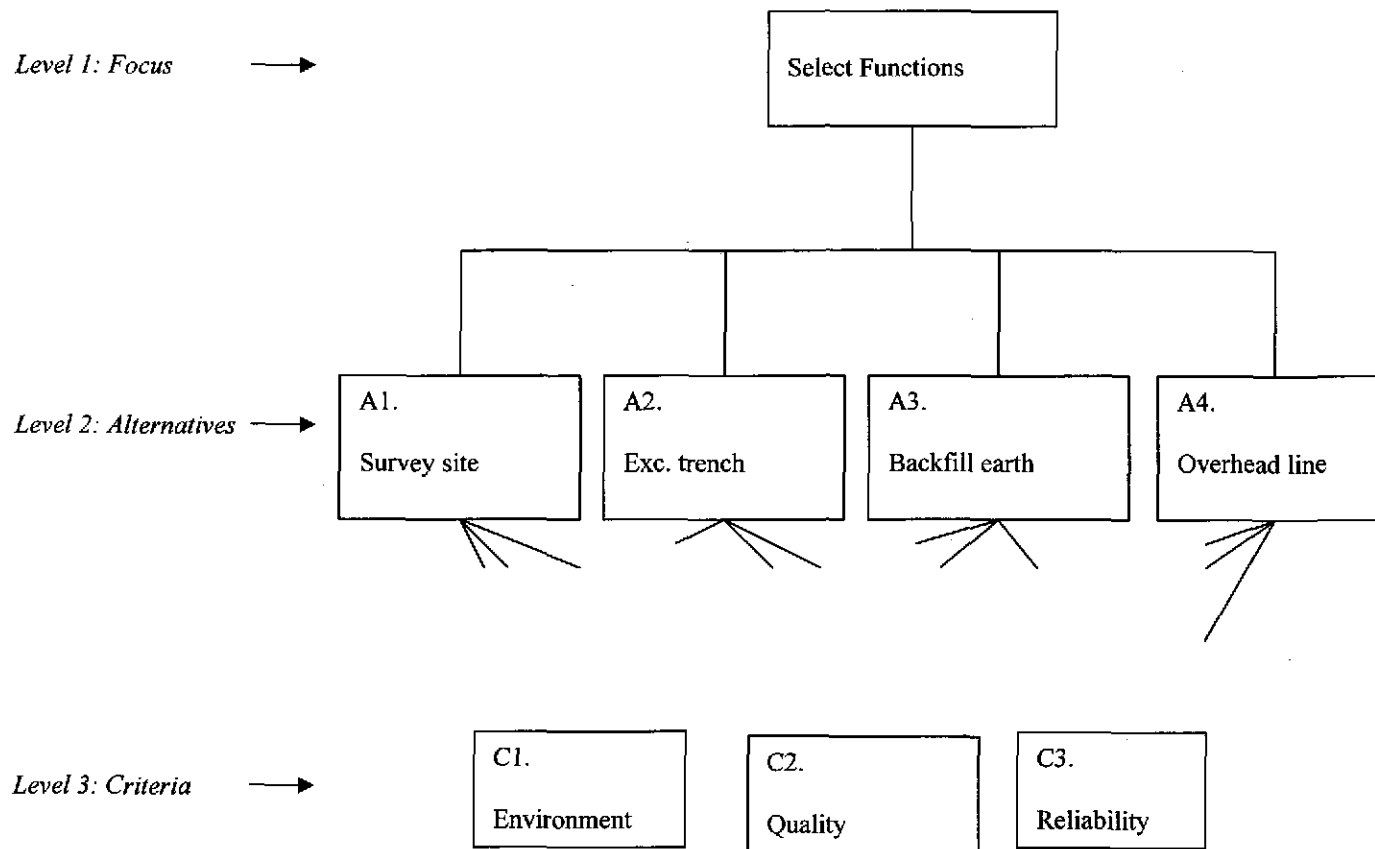 Level 1: Focus
Select Functions
Level 2: Alternatives
A1.
Survey site
A2.
Exc. trench
A3.
Backfill earth
A4.
Overhead line
Level 3: Criteria
C1.
Environment
C2.
Quality
C3.
Reliability